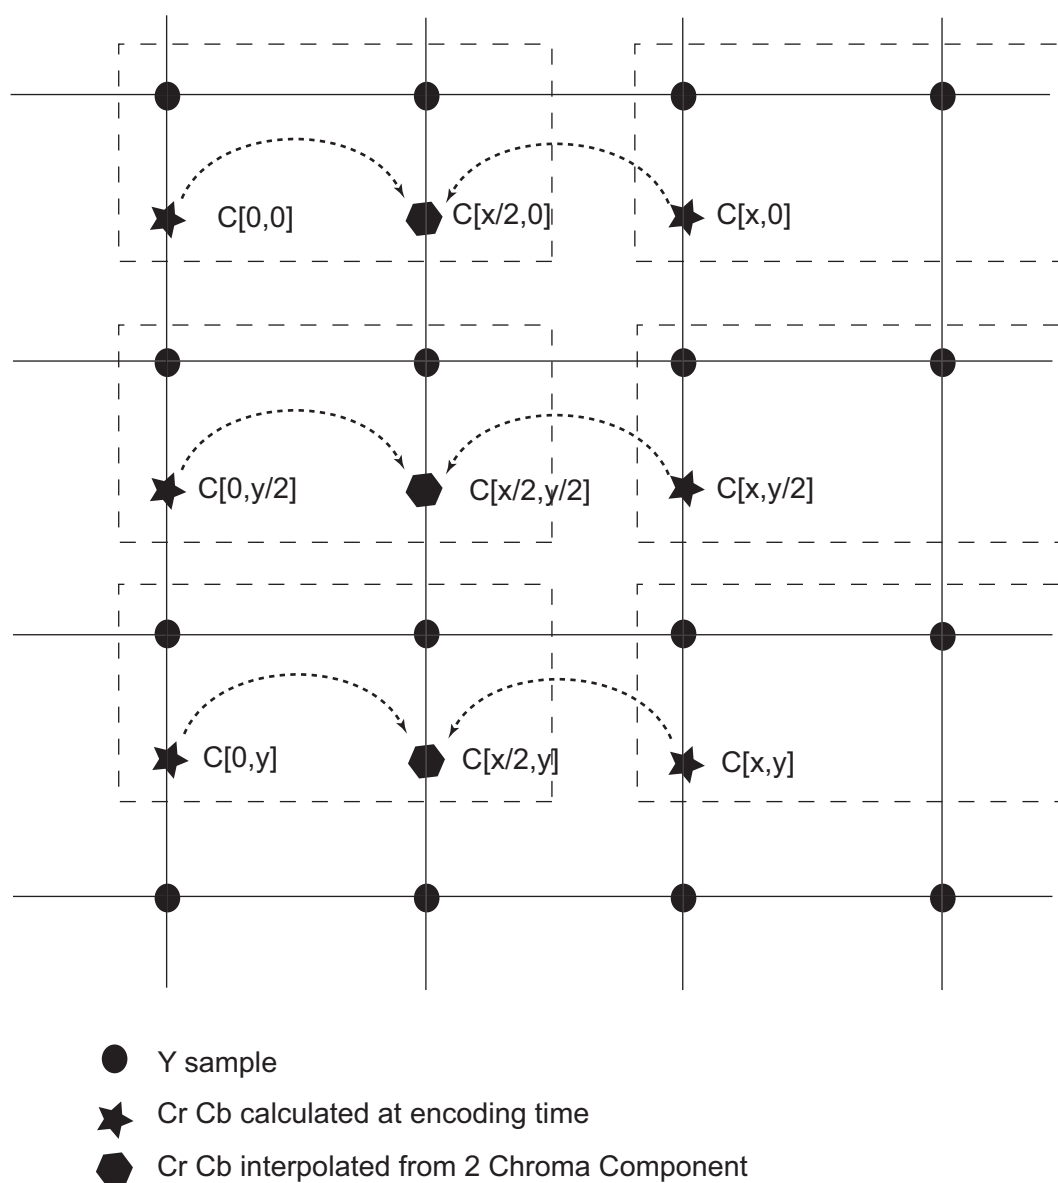 C[0,0] C[x/2,0] C[x,0]
C[0,y/2] C[x/2,y/2] C[x,y/2]
C[0,y] C[x/2,y] C[x,y]
Y sample
Cr Cb calculated at encoding time
Cr Cb interpolated from 2 Chroma Component